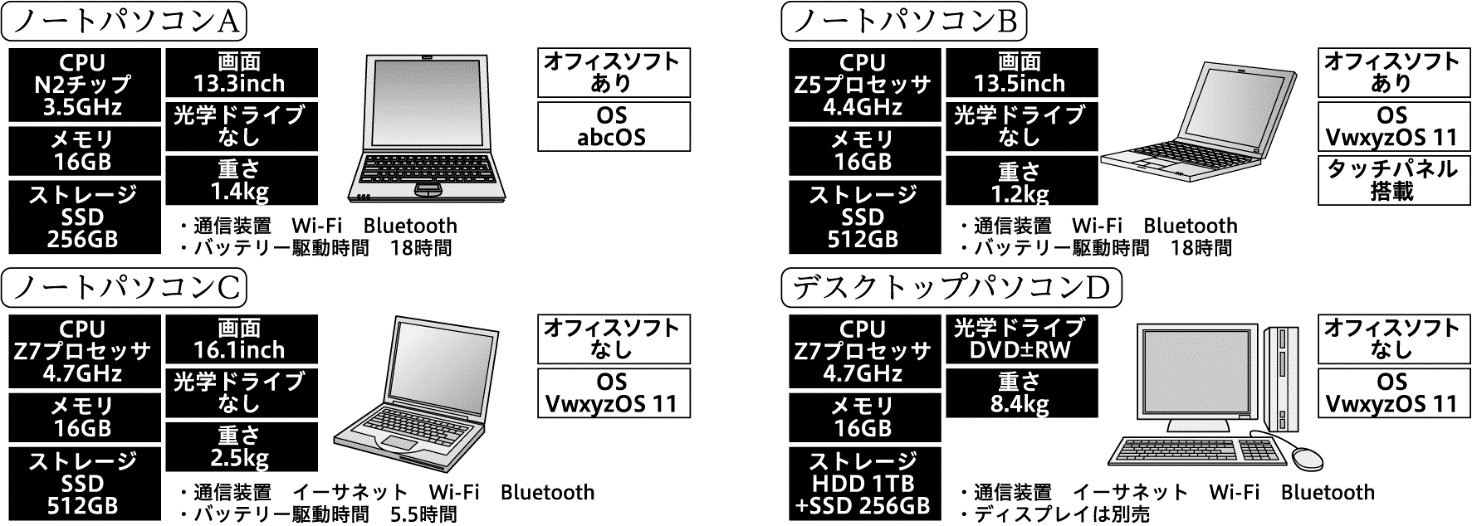 ノートパソコンA
CPU
N2チップ
3.5GHz
メモリ
16GB
ストレージ
SSD
256GB
画面
13.3inch
光学ドライブ
なし
重さ
1.4kg
・通信装置　Wi-Fi　Bluetooth
・バッテリー駆動時間　18時間
オフィスソフト
あり
OS
abcOS
ノートパソコンB
CPU
Z5プロセッサ
4.4GHz
メモリ
16GB
ストレージ
SSD
512GB
画面
13.5inch
光学ドライブ
なし
重さ
1.2kg
・通信装置　Wi-Fi　Bluetooth
・バッテリー駆動時間　18時間
オフィスソフト
あり
OS
VwxyzOS 11
タッチパネル
搭載
ノートパソコンC
CPU
Z7プロセッサ
4.7GHz
メモリ
16GB
ストレージ
SSD
512GB
画面
16.1inch
光学ドライブ
なし
重さ
2.5kg
・通信装置　イーサネット　Wi-Fi　Bluetooth
・バッテリー駆動時間　5.5時間
オフィスソフト
なし
OS
VwxyzOS 11
デスクトップパソコンD
CPU
Z7プロセッサ
4.7GHz
メモリ
16GB
ストレージ
HDD 1TB
+SSD 256GB
光学ドライブ
DVD±RW
重さ
8.4kg
・通信装置　イーサネット　Wi-Fi　Bluetooth
・ディスプレイは別売
オフィスソフト
なし
OS
VwxyzOS 11